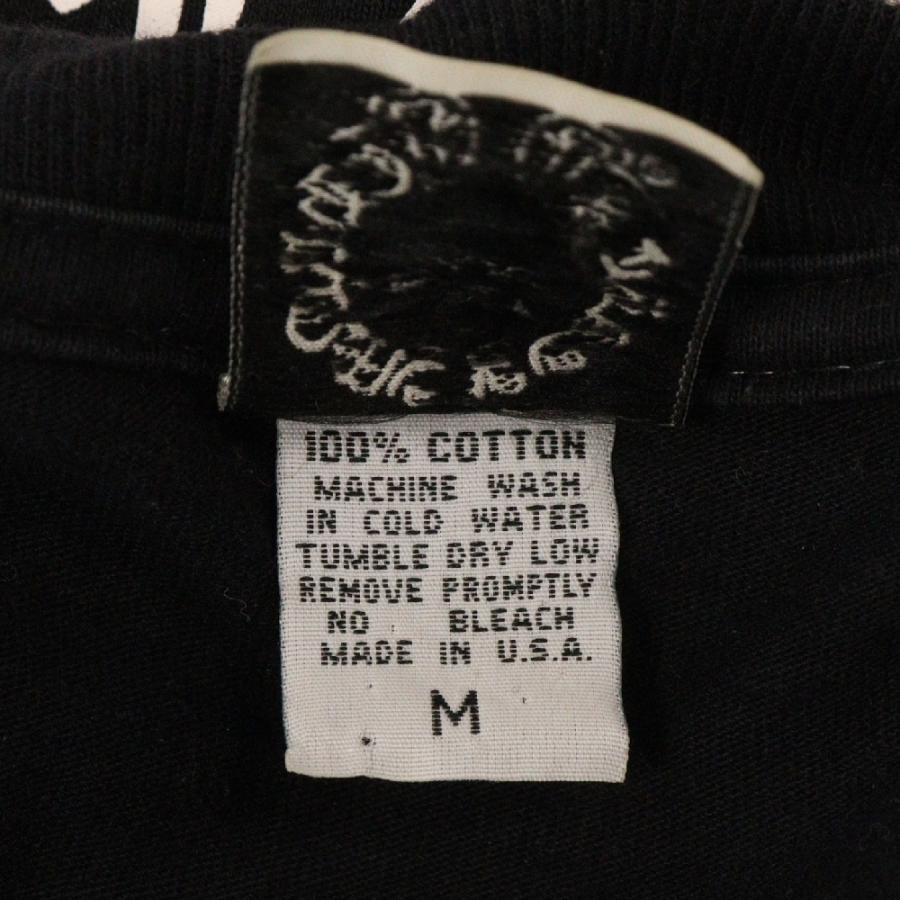 100% COTTON
MACHINE WASH
IN COLD WATER
TUMBLE DRY LOW
REMOVE PROMPTLY
NO BLEACH
MADE IN U.S.A.
M